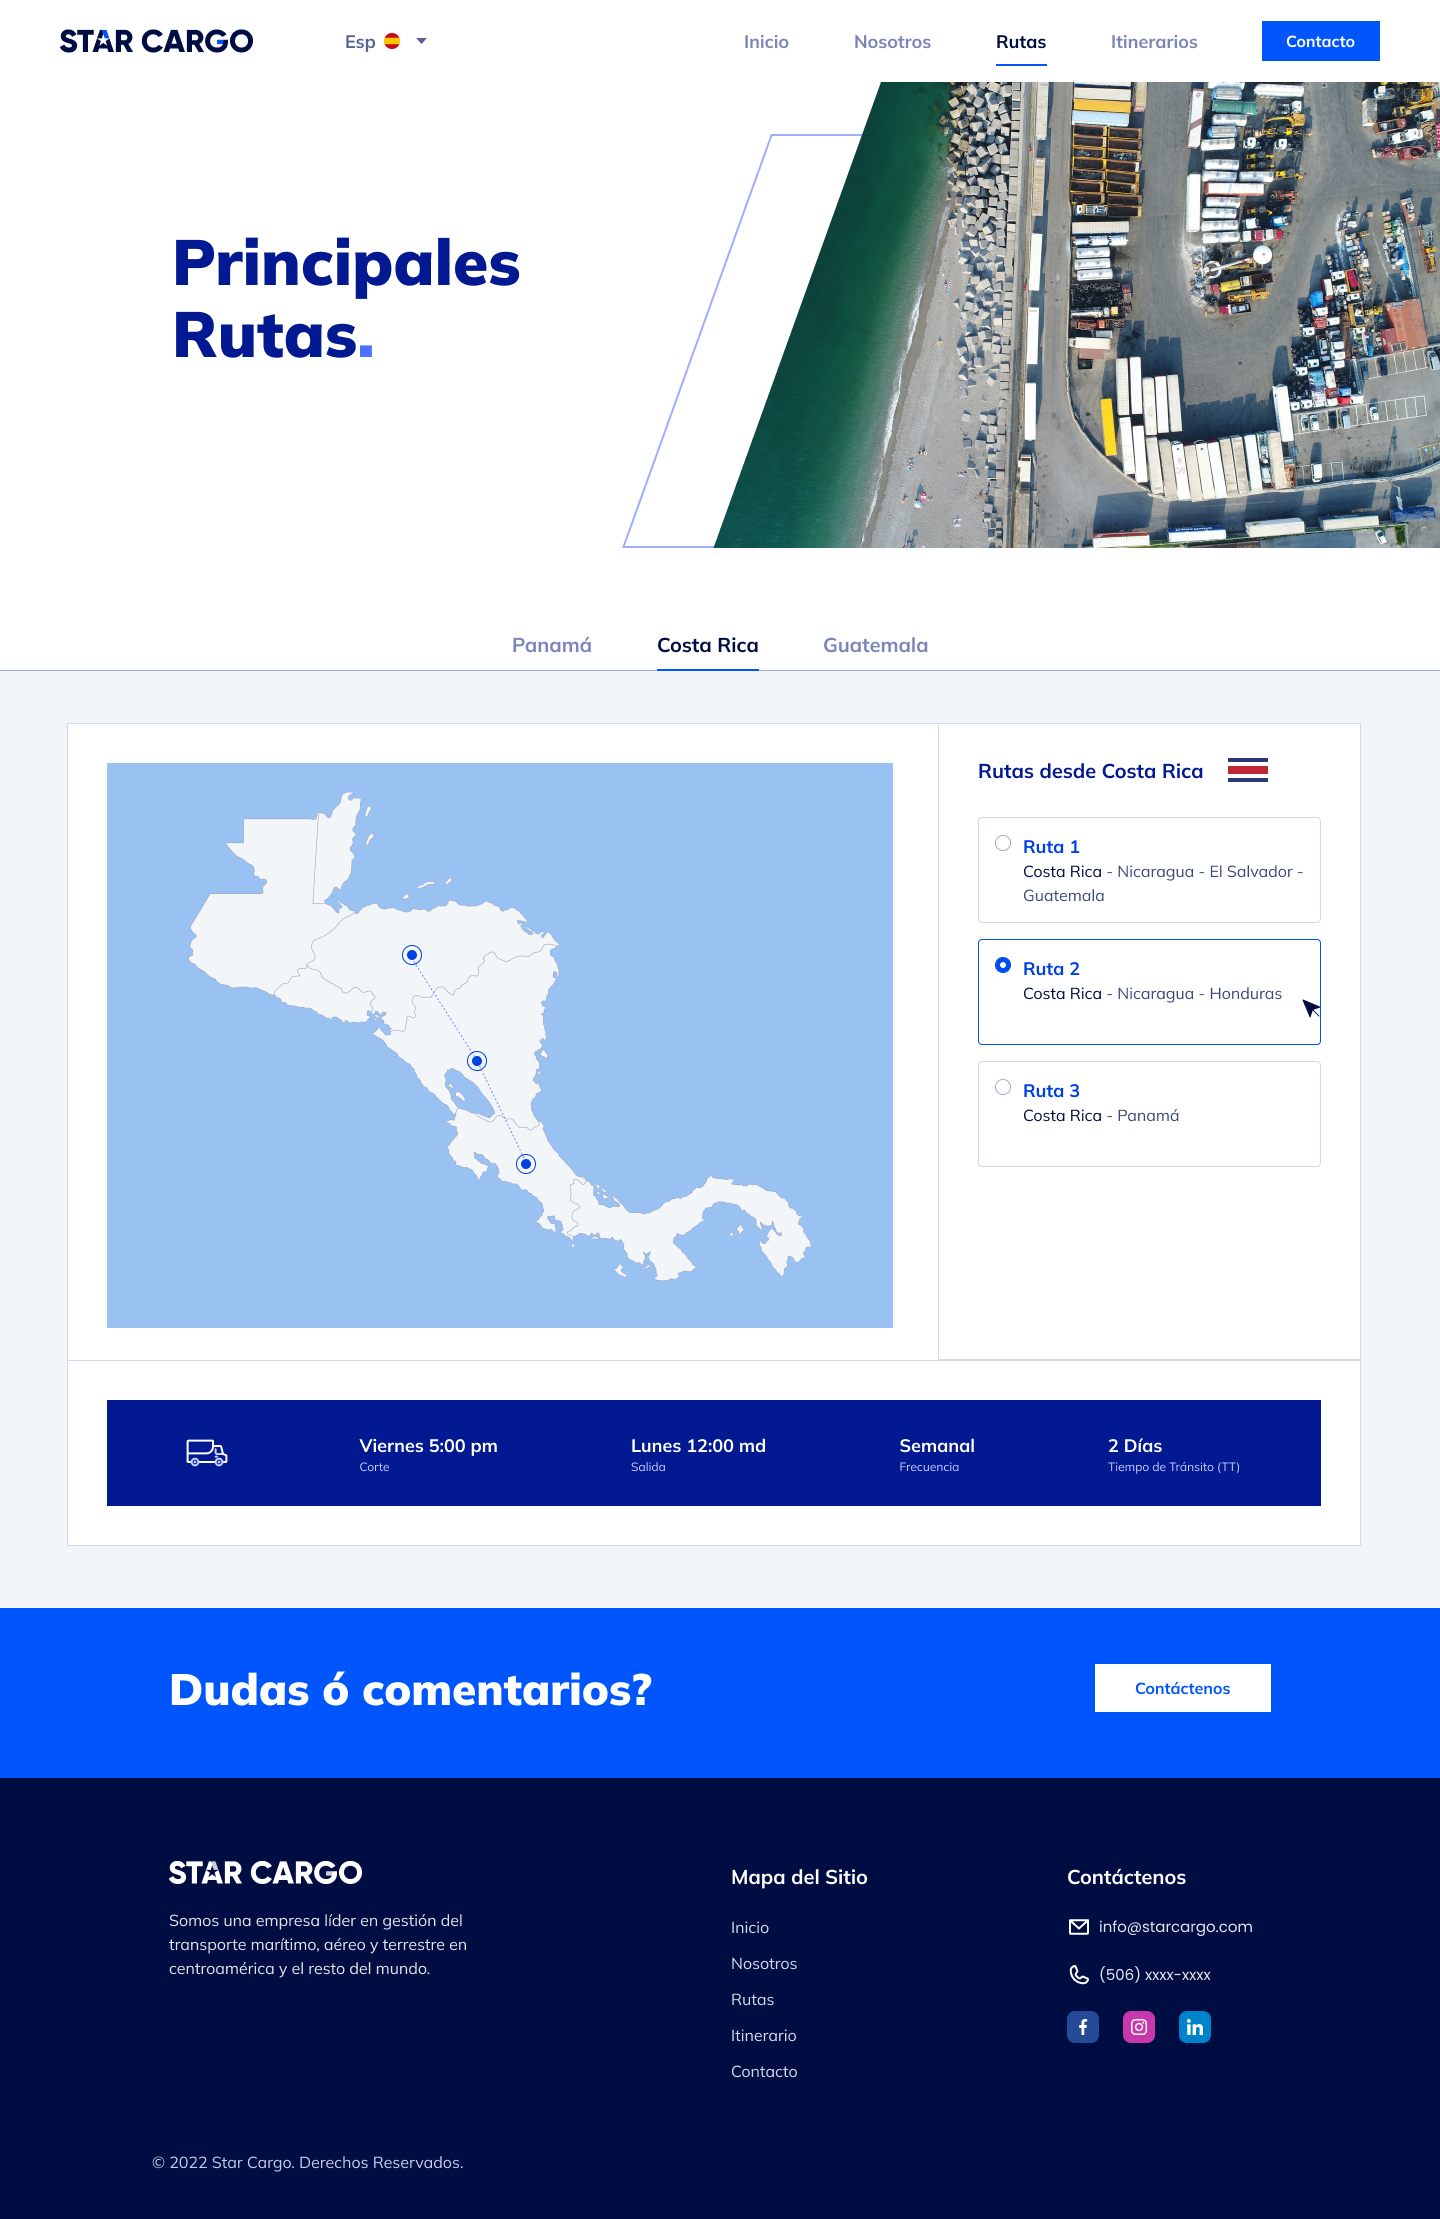 STAR CARGO
Esp
Inicio
Nosotros
Rutas
Itinerarios
Contacto
Principales
Rutas.
Panamá
Costa Rica
Guatemala
Rutas desde Costa Rica
Ruta 1
Costa Rica - Nicaragua - El Salvador -
Guatemala
Ruta 2
Costa Rica - Nicaragua - Honduras
Ruta 3
Costa Rica - Panamá
Viernes 5:00 pm
Corte
Lunes 12:00 md
Salida
Semanal
Frecuencia
2 Días
Tiempo de Tránsito (TT)
Dudas ó comentarios?
Contáctenos
STAR CARGO
Somos una empresa líder en gestión del
transporte marítimo, aéreo y terrestre en
centroamérica y el resto del mundo.
Mapa del Sitio
Inicio
Nosotros
Rutas
Itinerario
Contacto
Contáctenos
info@starcargo.com
(506) xxxx-xxxx
© 2022 Star Cargo. Derechos Reservados.